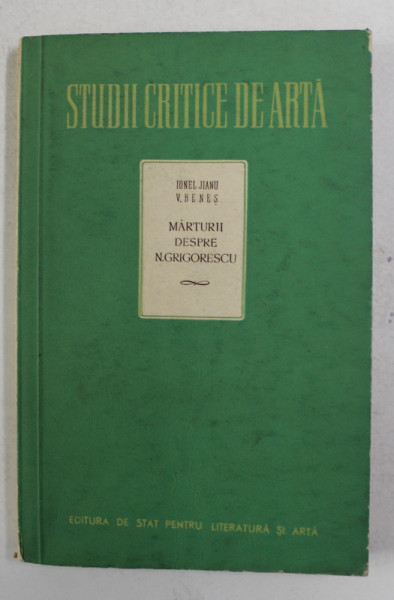 STUDII CRITICE DE ARTĂ
IONEL JIANU
V. BENEȘ
MĂRTURII
DESPRE
N.GRIGORESCU
EDITURA DE STAT PENTRU LITERATURĂ ȘI ARTĂ